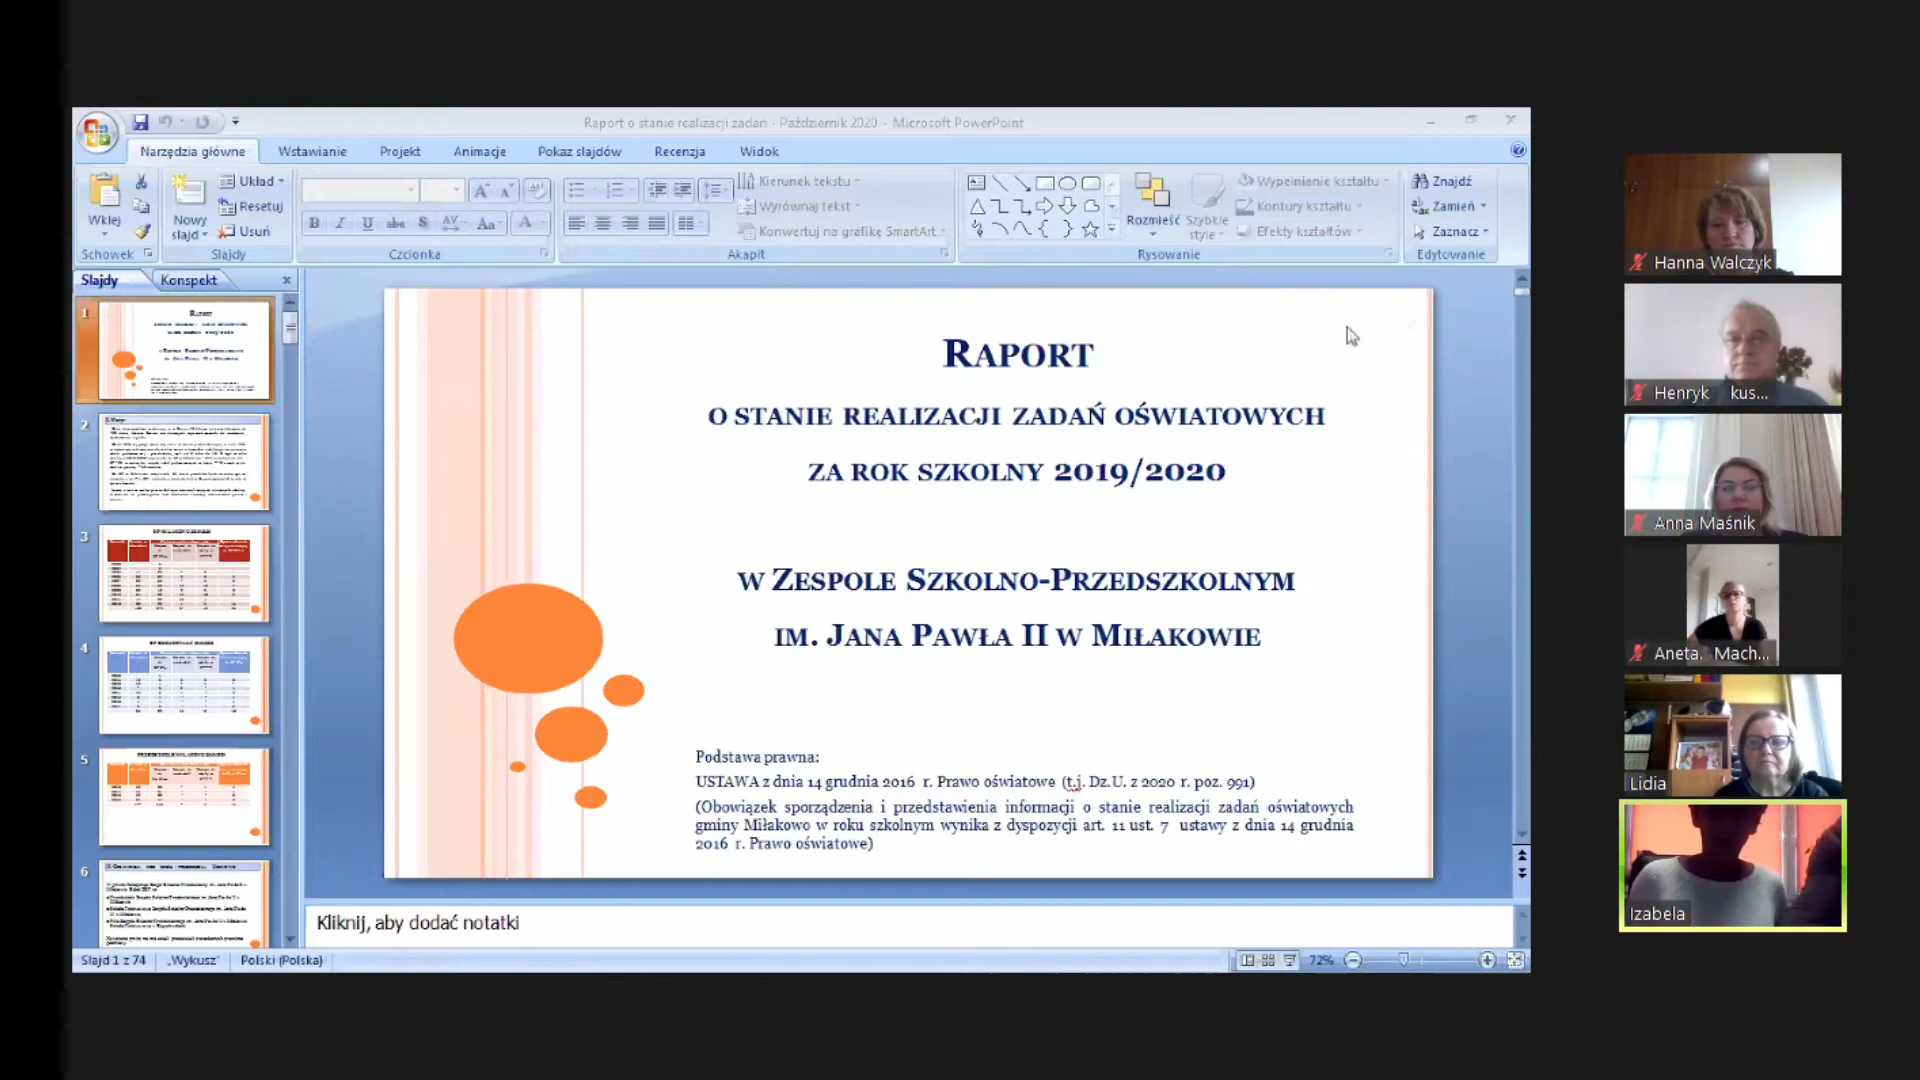 Raport o stanie realizacji zadań - Październik 2020 - Microsoft PowerPoint
Narzędzia główne Wstawianie Projekt Animacje Pokaz slajdów Recenzja Widok
Wklej
Schowek
Nowy slajd
Układ
Resetuj
Usuń
Slajdy
Czcionka
Kierunek tekstu
Wyrównaj tekst
Konwertuj na grafikę SmartArt
Akapit
Rozmieść
Szybkie style
Wypełnienie kształtu
Kontury kształtu
Efekty kształtów
Rysowanie
Znajdź
Zamień
Zaznacz
Edytowanie
Slajdy Konspekt
1
2
3
4
5
6
RAPORT
O STANIE REALIZACJI ZADAŃ OŚWIATOWYCH
ZA ROK SZKOLNY 2019/2020
W ZESPOLE SZKOLNO-PRZEDSZKOLNYM
IM. JANA PAWŁA II W MIŁAKOWIE
Podstawa prawna:
USTAWA z dnia 14 grudnia 2016 r. Prawo oświatowe (t.j. Dz.U. z 2020 r. poz. 991)
(Obowiązek sporządzenia i przedstawienia informacji o stanie realizacji zadań oświatowych
gminy Miłakowo w roku szkolnym wynika z dyspozycji art. 11 ust. 7 ustawy z dnia 14 grudnia
2016 r. Prawo oświatowe)
Kliknij, aby dodać notatki
Slajd 1 z 74 „Wykusz” Polski (Polska) 72%
Hanna Walczyk
Henryk kus...
Anna Maśnik
Aneta. Mach...
Lidia
Izabela